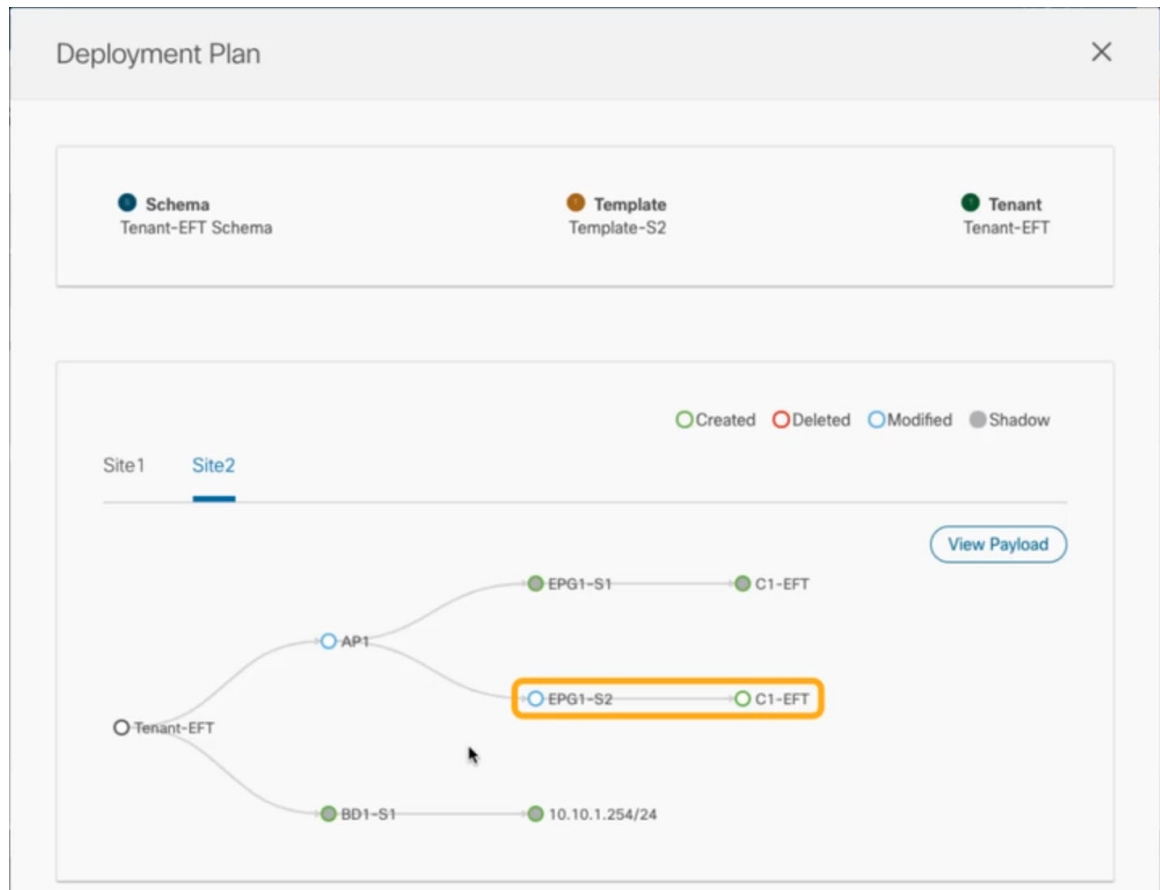 Deployment Plan
Schema
Tenant-EFT Schema
Template
Template-S2
Tenant
Tenant-EFT
Created Deleted Modified Shadow
Site1 Site2
View Payload
EPG1-S1 C1-EFT
AP1
EPG1-S2 C1-EFT
Tenant-EFT
BD1-S1 10.10.1.254/24